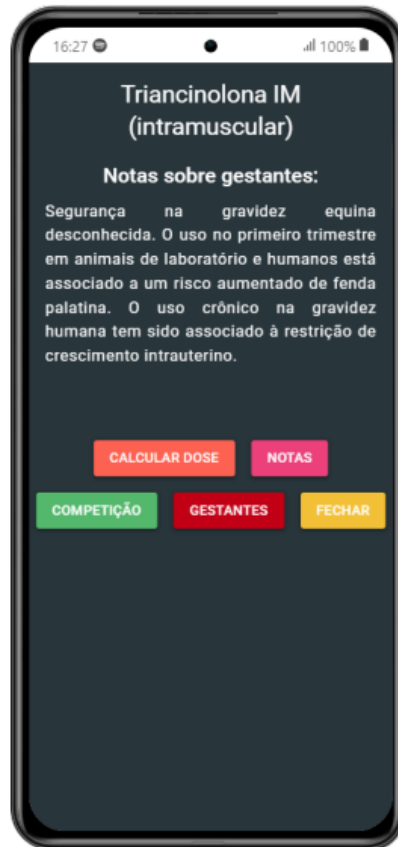 16:27
100%
Triancinolona IM
(intramuscular)
Notas sobre gestantes:
Segurança na gravidez equina
desconhecida. O uso no primeiro trimestre
em animais de laboratório e humanos está
associado a um risco aumentado de fenda
palatina. O uso crônico na gravidez
humana tem sido associado à restrição de
crescimento intrauterino.
CALCULAR DOSE
NOTAS
COMPETIÇÃO
GESTANTES
FECHAR